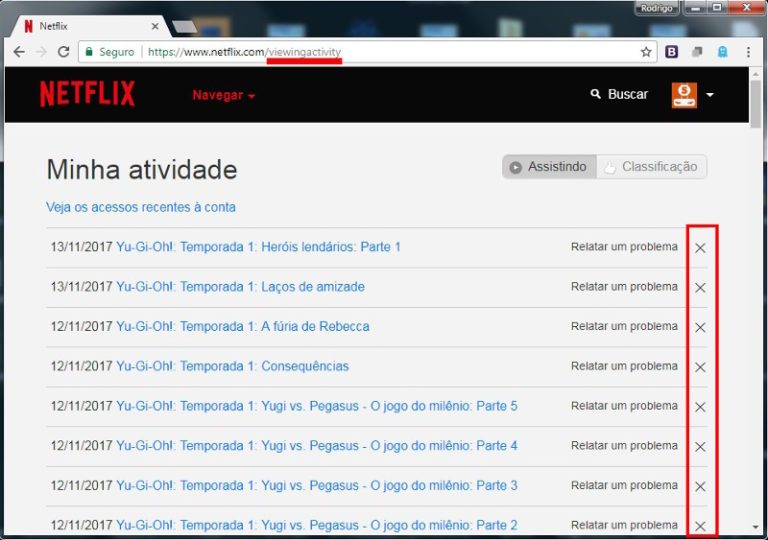 Rodrigo
Netflix
Seguro | https://www.netflix.com/viewingactivity
NETFLIX Navegar Buscar
Minha atividade Assistindo Classificação
Veja os acessos recentes à conta
13/11/2017 Yu-Gi-Oh!: Temporada 1: Heróis lendários: Parte 1 Relatar um problema
13/11/2017 Yu-Gi-Oh!: Temporada 1: Laços de amizade Relatar um problema
12/11/2017 Yu-Gi-Oh!: Temporada 1: A fúria de Rebecca Relatar um problema
12/11/2017 Yu-Gi-Oh!: Temporada 1: Consequências Relatar um problema
12/11/2017 Yu-Gi-Oh!: Temporada 1: Yugi vs. Pegasus - O jogo do milênio: Parte 5 Relatar um problema
12/11/2017 Yu-Gi-Oh!: Temporada 1: Yugi vs. Pegasus - O jogo do milênio: Parte 4 Relatar um problema
12/11/2017 Yu-Gi-Oh!: Temporada 1: Yugi vs. Pegasus - O jogo do milênio: Parte 3 Relatar um problema
12/11/2017 Yu-Gi-Oh!: Temporada 1: Yugi vs. Pegasus - O jogo do milênio: Parte 2 Relatar um problema